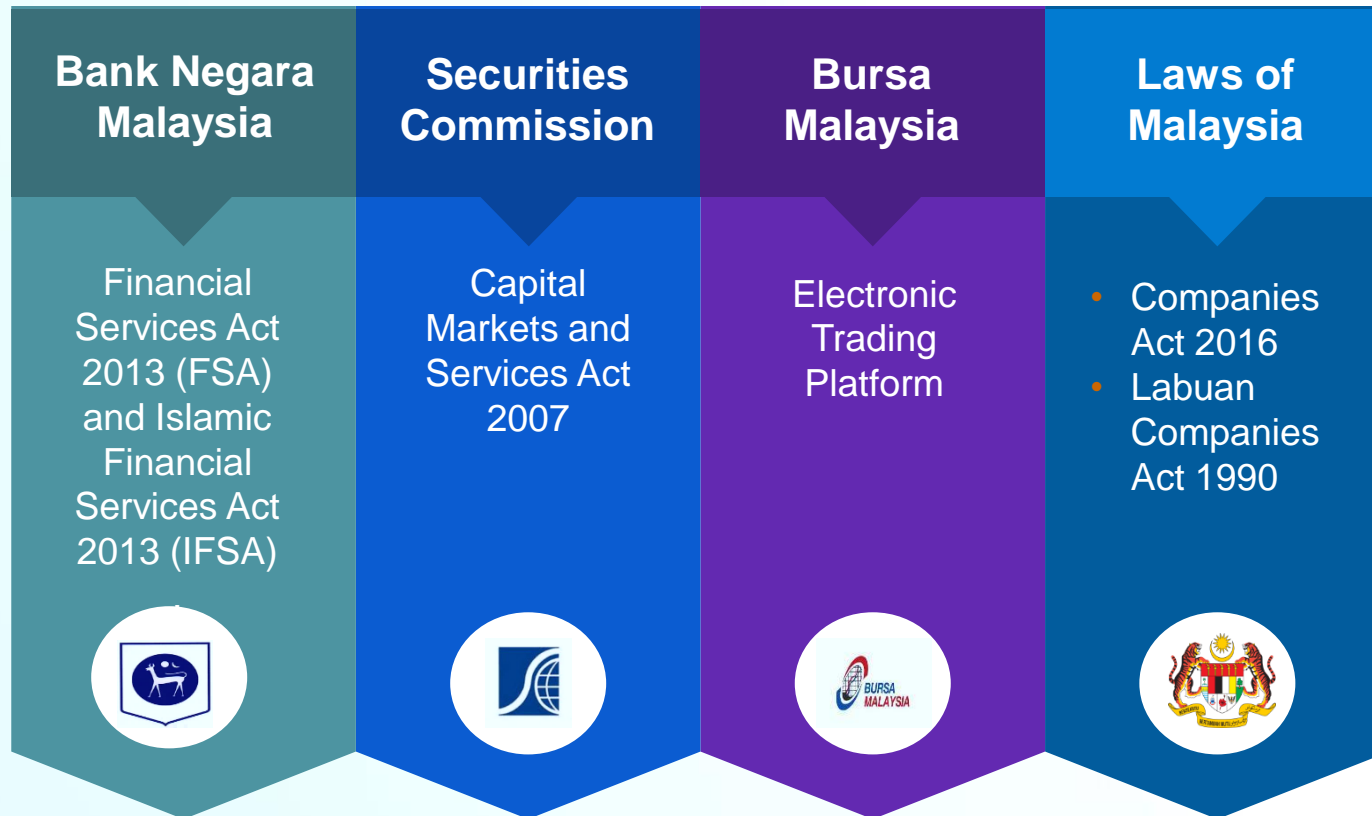 Bank Negara
Malaysia
Securities
Commission
Bursa
Malaysia
Laws of
Malaysia
Financial
Services Act
2013 (FSA)
and Islamic
Financial
Services Act
2013 (IFSA)
Capital
Markets and
Services Act
2007
Electronic
Trading
Platform
• Companies
Act 2016
• Labuan
Companies
Act 1990
BURSA
MALAYSIA